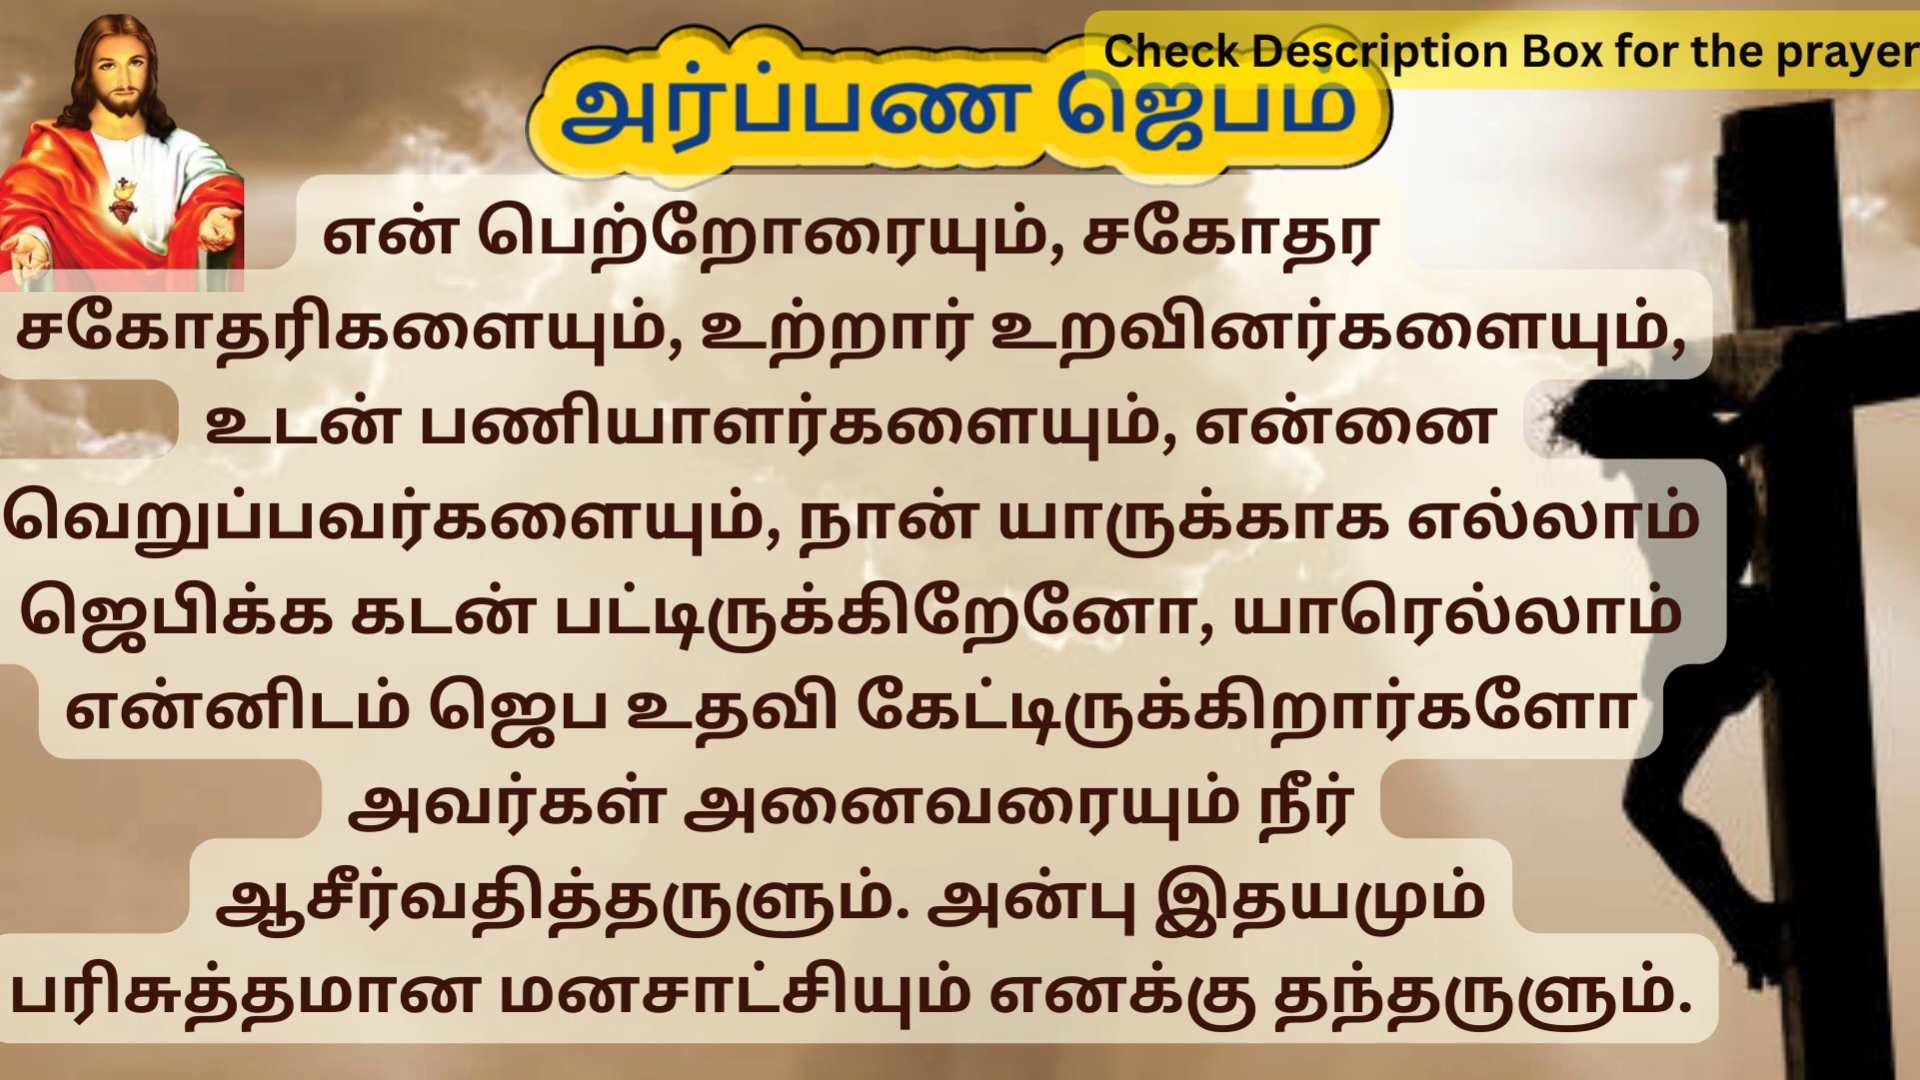 Check Description Box for the prayer
அர்ப்பண ஜெபம்
என் பெற்றோரையும், சகோதர
சகோதரிகளையும், உற்றார் உறவினர்களையும்,
உடன் பணியாளர்களையும், என்னை
வெறுப்பவர்களையும், நான் யாருக்காக எல்லாம்
ஜெபிக்க கடன் பட்டிருக்கிறேனோ, யாரெல்லாம்
என்னிடம் ஜெப உதவி கேட்டிருக்கிறார்களோ
அவர்கள் அனைவரையும் நீர்
ஆசீர்வதித்தருளும். அன்பு இதயமும்
பரிசுத்தமான மனசாட்சியும் எனக்கு தந்தருளும்.